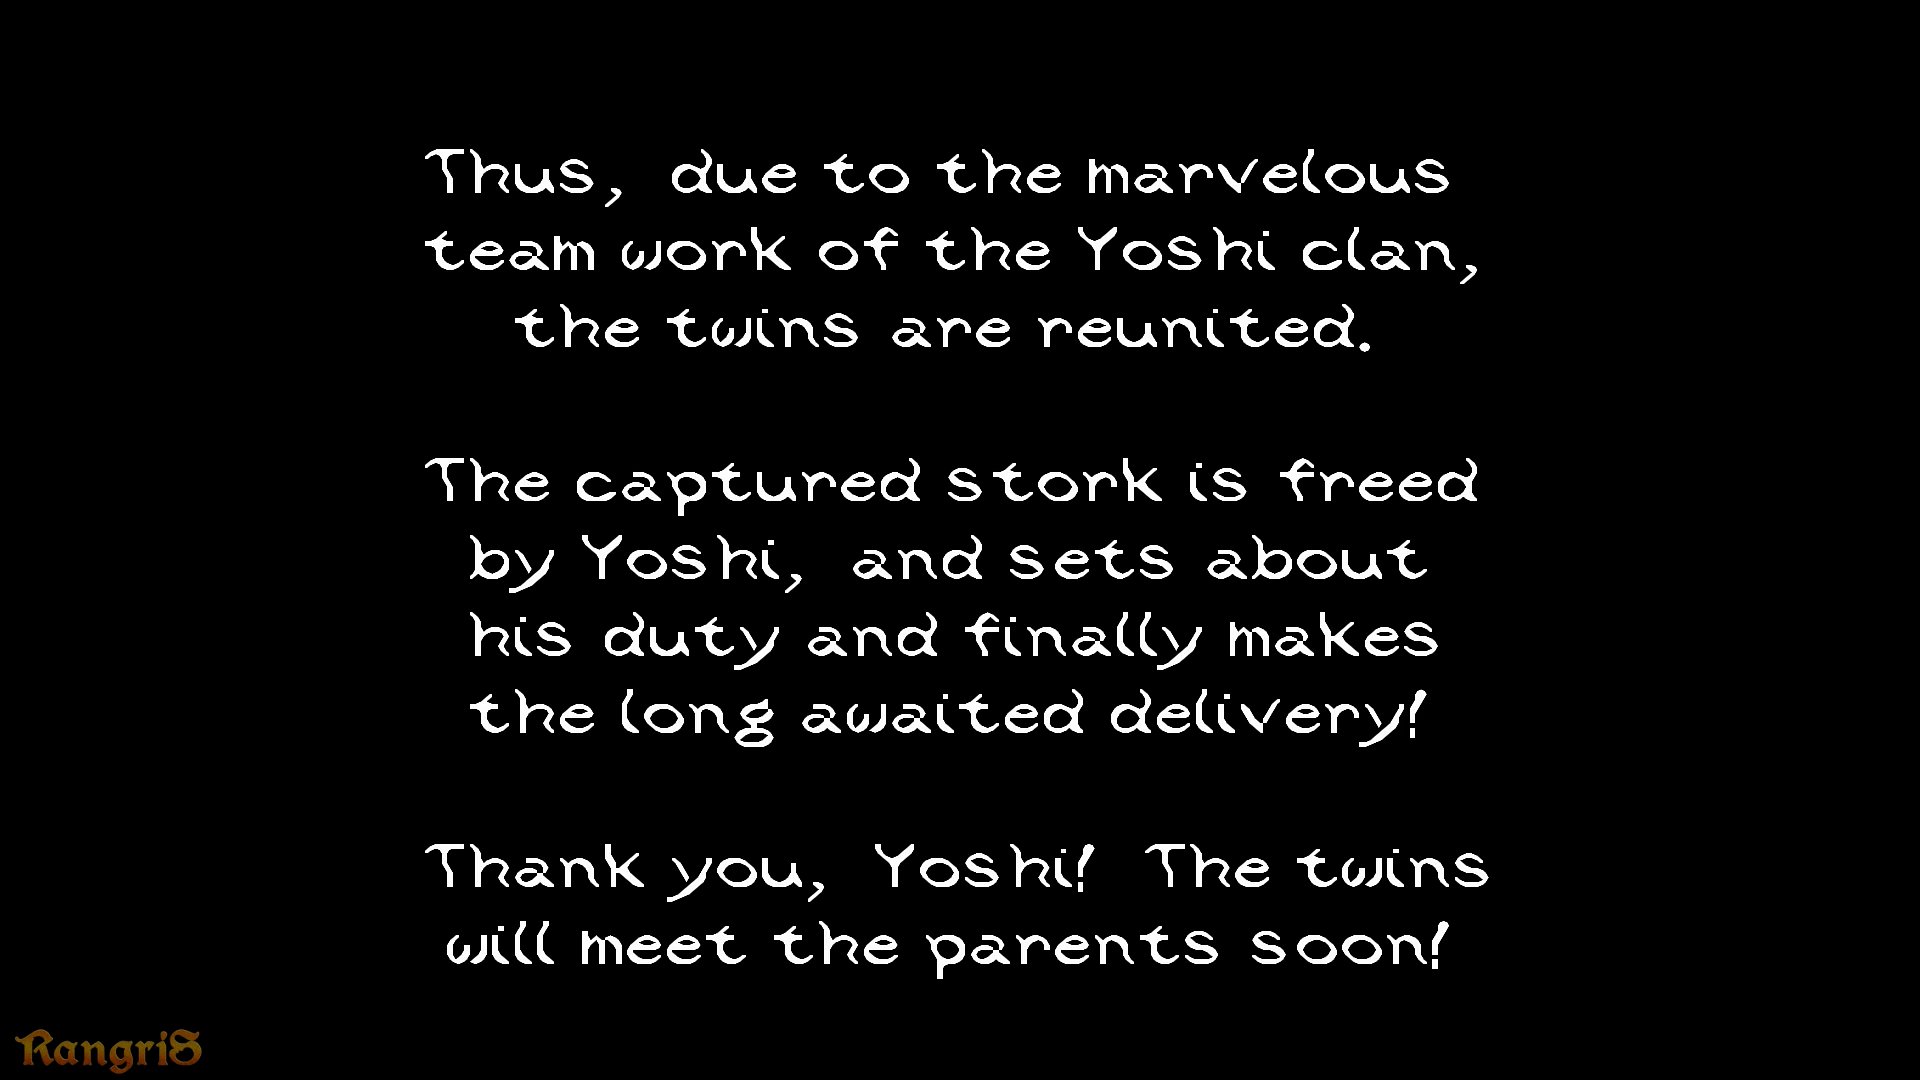 Thus, due to the marvelous
team work of the Yoshi clan,
the twins are reunited.
The captured stork is freed
by Yoshi, and sets about
his duty and finally makes
the long awaited delivery!
Thank you, Yoshi! The twins
will meet the parents soon!
RangriS